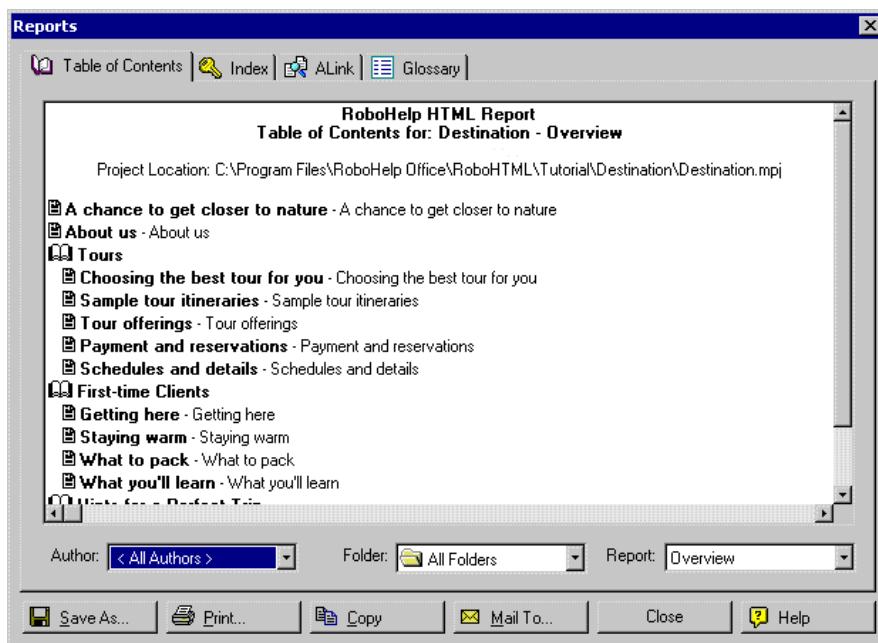 Reports
Table of Contents Index ALink Glossary
RoboHelp HTML Report
Table of Contents for: Destination - Overview
Project Location: C:\Program Files\RoboHelp Office\RoboHTML\Tutorial\Destination\Destination.mpj
A chance to get closer to nature - A chance to get closer to nature
About us - About us
Tours
Choosing the best tour for you - Choosing the best tour for you
Sample tour itineraries - Sample tour itineraries
Tour offerings - Tour offerings
Payment and reservations - Payment and reservations
Schedules and details - Schedules and details
First-time Clients
Getting here - Getting here
Staying warm - Staying warm
What to pack - What to pack
What you'll learn - What you'll learn
Hints for a Perfect Trip
Author: < All Authors > Folder: All Folders Report: Overview
Save As... Print... Copy Mail To... Close Help